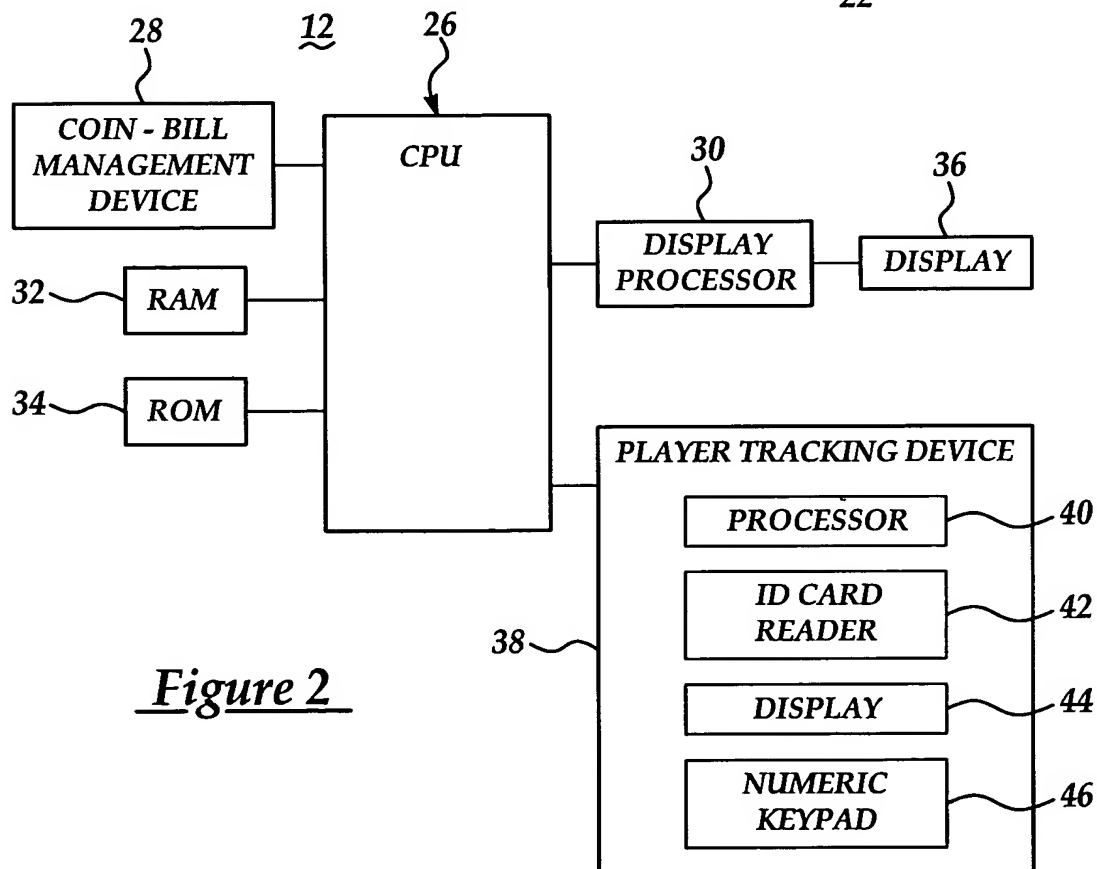 22
28
12
26
COIN - BILL
MANAGEMENT
DEVICE
CPU
30
36
DISPLAY
PROCESSOR
DISPLAY
32
RAM
34
ROM
PLAYER TRACKING DEVICE
PROCESSOR
40
ID CARD
READER
42
38
DISPLAY
44
NUMERIC
KEYPAD
46
Figure 2